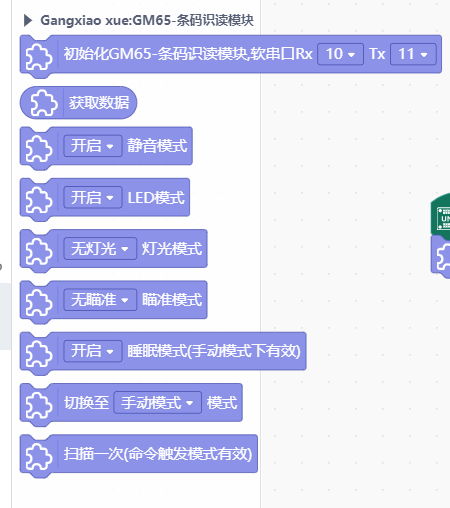 Gangxiao xue:GM65-条码识读模块
初始化GM65-条码识读模块,软串口Rx 10 Tx 11
获取数据
开启 静音模式
开启 LED模式
无灯光 灯光模式
无瞄准 瞄准模式
开启 睡眠模式(手动模式下有效)
切换至 手动模式 模式
扫描一次(命令触发模式有效)